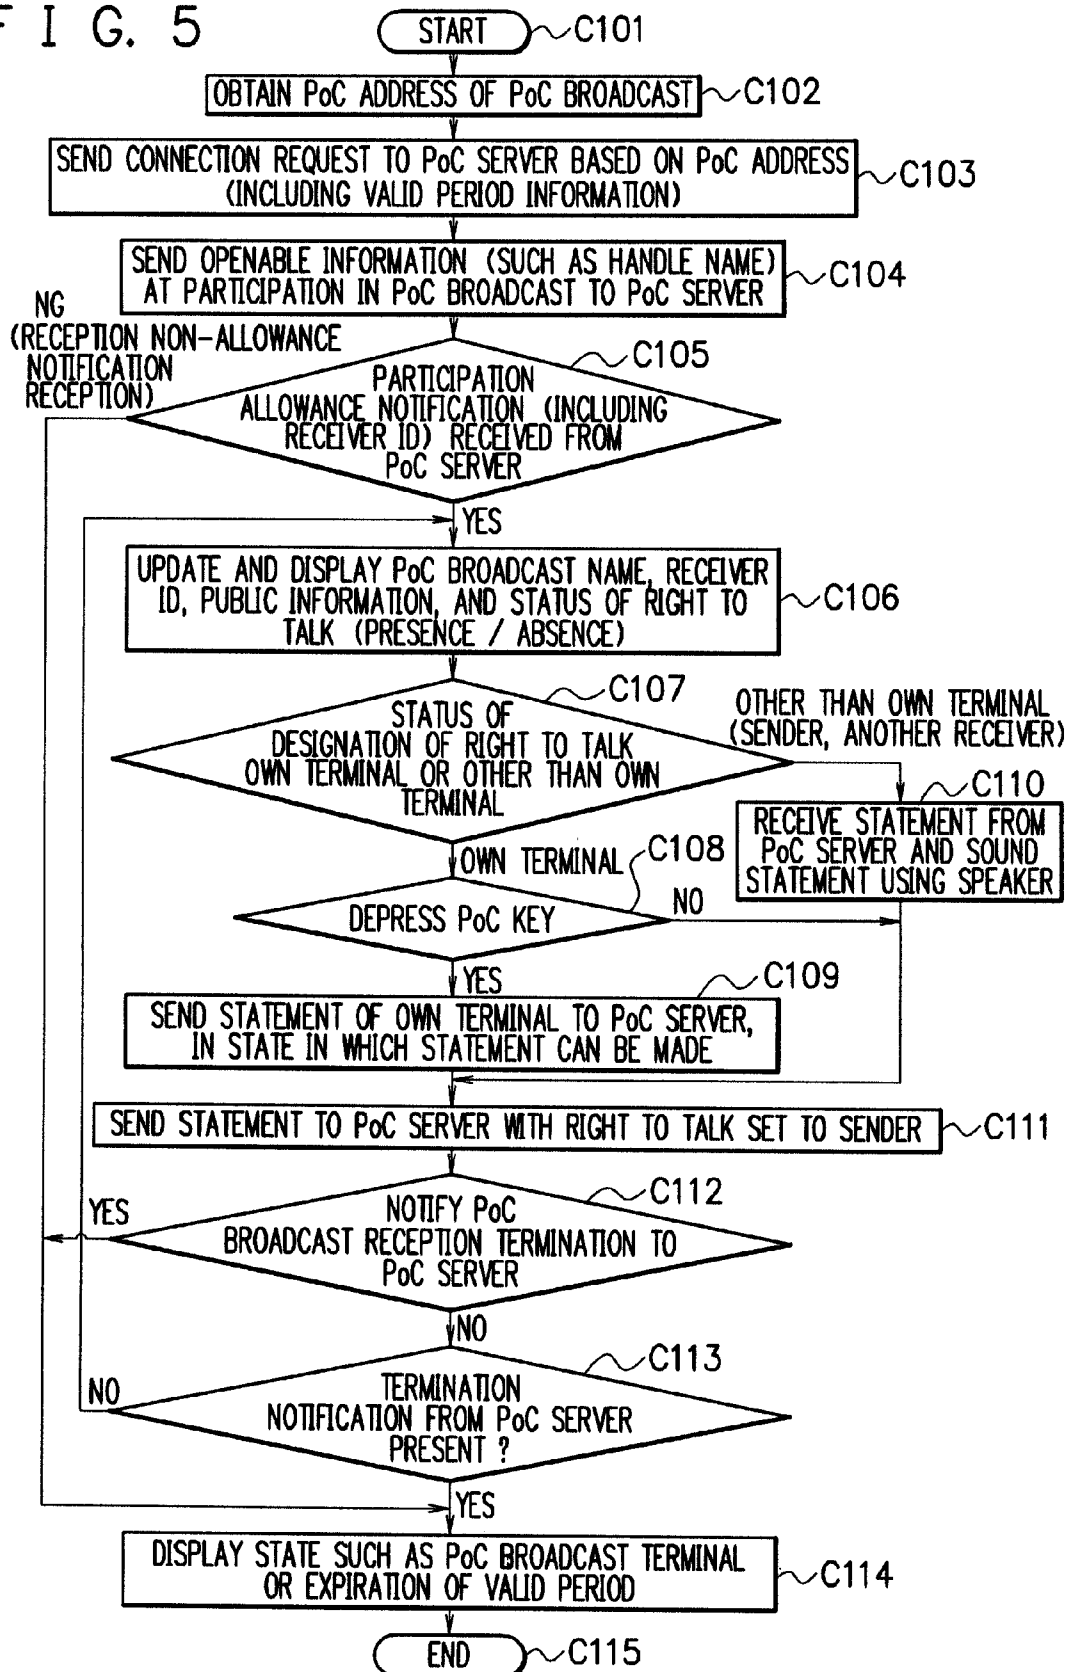 F I G. 5
START
C101
OBTAIN PoC ADDRESS OF PoC BROADCAST
C102
SEND CONNECTION REQUEST TO PoC SERVER BASED ON PoC ADDRESS
(INCLUDING VALID PERIOD INFORMATION)
C103
SEND OPENABLE INFORMATION (SUCH AS HANDLE NAME)
AT PARTICIPATION IN PoC BROADCAST TO PoC SERVER
C104
NG
(RECEPTION NON-ALLOWANCE
NOTIFICATION
RECEPTION)
C105
PARTICIPATION
ALLOWANCE NOTIFICATION (INCLUDING
RECEIVER ID) RECEIVED FROM
PoC SERVER
YES
UPDATE AND DISPLAY PoC BROADCAST NAME, RECEIVER
ID, PUBLIC INFORMATION, AND STATUS OF RIGHT TO
TALK (PRESENCE / ABSENCE)
C106
C107
STATUS OF
DESIGNATION OF RIGHT TO TALK
OWN TERMINAL OR OTHER THAN OWN
TERMINAL
OTHER THAN OWN TERMINAL
(SENDER, ANOTHER RECEIVER)
C110
RECEIVE STATEMENT FROM
PoC SERVER AND SOUND
STATEMENT USING SPEAKER
OWN TERMINAL
C108
DEPRESS PoC KEY
NO
YES
C109
SEND STATEMENT OF OWN TERMINAL TO PoC SERVER,
IN STATE IN WHICH STATEMENT CAN BE MADE
SEND STATEMENT TO PoC SERVER WITH RIGHT TO TALK SET TO SENDER
C111
C112
YES
NOTIFY PoC
BROADCAST RECEPTION TERMINATION TO
PoC SERVER
NO
C113
NO
TERMINATION
NOTIFICATION FROM PoC SERVER
PRESENT ?
YES
DISPLAY STATE SUCH AS PoC BROADCAST TERMINAL
OR EXPIRATION OF VALID PERIOD
C114
END
C115